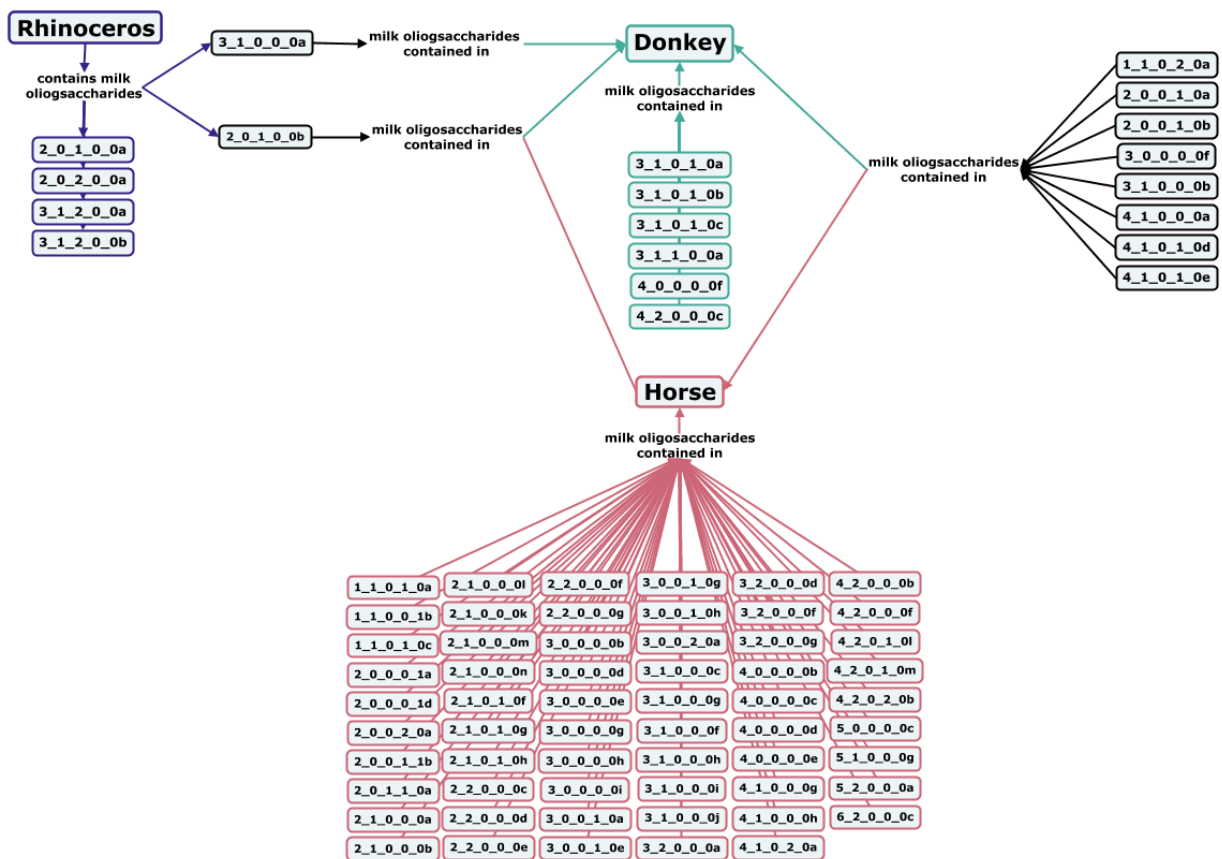 Rhinoceros
contains milk
oliogsaccharides
2_0_1_0_0a
2_0_2_0_0a
3_1_2_0_0a
3_1_2_0_0b
3_1_0_0_0a
milk oliogsaccharides
contained in
2_0_1_0_0b
milk oligosaccharides
contained in
Donkey
milk oligosaccharides
contained in
3_1_0_1_0a
3_1_0_1_0b
3_1_0_1_0c
3_1_1_0_0a
4_0_0_0_0f
4_2_0_0_0c
milk oliogsaccharides
contained in
1_1_0_2_0a
2_0_0_1_0a
2_0_0_1_0b
3_0_0_0_0f
3_1_0_0_0b
4_1_0_0_0a
4_1_0_1_0d
4_1_0_1_0e
Horse
milk oligosaccharides
contained in
1_1_0_1_0a
1_1_0_0_1b
1_1_0_1_0c
2_0_0_0_1a
2_0_0_0_1d
2_0_0_2_0a
2_0_0_1_1b
2_0_1_1_0a
2_1_0_0_0a
2_1_0_0_0b
2_1_0_0_0l
2_1_0_0_0k
2_1_0_0_0m
2_1_0_0_0n
2_1_0_1_0f
2_1_0_1_0g
2_1_0_1_0h
2_2_0_0_0c
2_2_0_0_0d
2_2_0_0_0e
2_2_0_0_0f
2_2_0_0_0g
3_0_0_0_0b
3_0_0_0_0d
3_0_0_0_0e
3_0_0_0_0g
3_0_0_0_0h
3_0_0_0_0i
3_0_0_1_0a
3_0_0_1_0e
3_0_0_1_0g
3_0_0_1_0h
3_0_0_2_0a
3_1_0_0_0c
3_1_0_0_0g
3_1_0_0_0f
3_1_0_0_0h
3_1_0_0_0i
3_1_0_0_0j
3_2_0_0_0a
3_2_0_0_0d
3_2_0_0_0f
3_2_0_0_0g
4_0_0_0_0b
4_0_0_0_0c
4_0_0_0_0d
4_0_0_0_0e
4_1_0_0_0g
4_1_0_0_0h
4_1_0_2_0a
4_2_0_0_0b
4_2_0_0_0f
4_2_0_1_0l
4_2_0_1_0m
4_2_0_2_0b
5_0_0_0_0c
5_1_0_0_0g
5_2_0_0_0a
6_2_0_0_0c